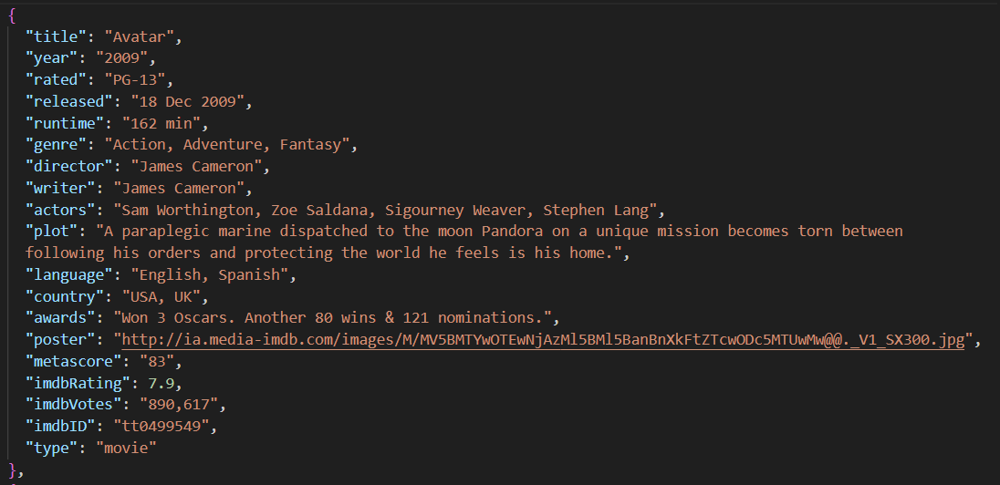 {
"title": "Avatar",
"year": "2009",
"rated": "PG-13",
"released": "18 Dec 2009",
"runtime": "162 min",
"genre": "Action, Adventure, Fantasy",
"director": "James Cameron",
"writer": "James Cameron",
"actors": "Sam Worthington, Zoe Saldana, Sigourney Weaver, Stephen Lang",
"plot": "A paraplegic marine dispatched to the moon Pandora on a unique mission becomes torn between
following his orders and protecting the world he feels is his home.",
"language": "English, Spanish",
"country": "USA, UK",
"awards": "Won 3 Oscars. Another 80 wins & 121 nominations.",
"poster": "http://ia.media-imdb.com/images/M/MV5BMTYwOTEwNjAzMl5BMl5BanBnXkFtZTcwODc5MTUwMw@@._V1_SX300.jpg",
"metascore": "83",
"imdbRating": 7.9,
"imdbVotes": "890,617",
"imdbID": "tt0499549",
"type": "movie"
},